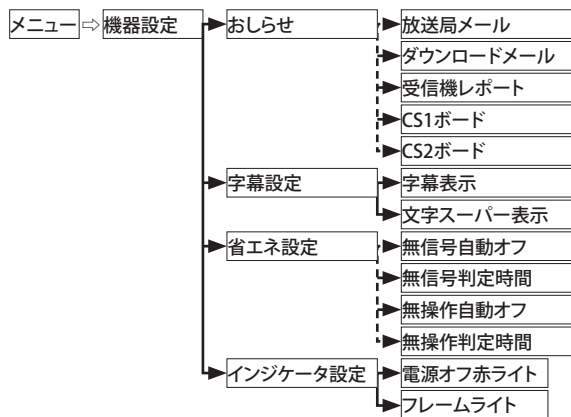 メニュー ⇨ 機器設定 おしらせ 放送局メール
ダウンロードメール
受信機レポート
CS1ボード
CS2ボード
字幕設定 字幕表示
文字スーパー表示
省エネ設定 無信号自動オフ
無信号判定時間
無操作自動オフ
無操作判定時間
インジケータ設定 電源オフ赤ライト
フレームライト